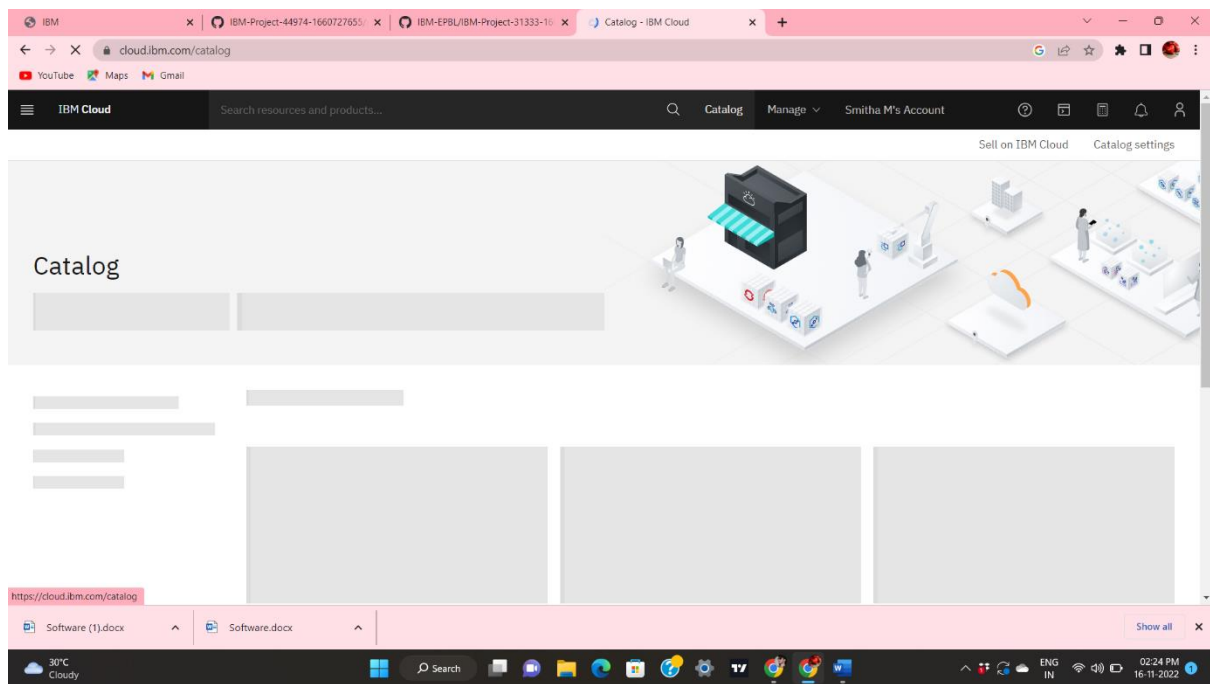 IBM
IBM-Project-44974-1660727655/
IBM-EPBL/IBM-Project-31333-16
Catalog - IBM Cloud
cloud.ibm.com/catalog
YouTube
Maps
Gmail
IBM Cloud
Search resources and products...
Catalog
Manage
Smitha M's Account
Sell on IBM Cloud
Catalog settings
Catalog
https://cloud.ibm.com/catalog
Software (1).docx
Software.docx
Show all
30°C
Cloudy
Search
ENG
IN
02:24 PM
16-11-2022
1